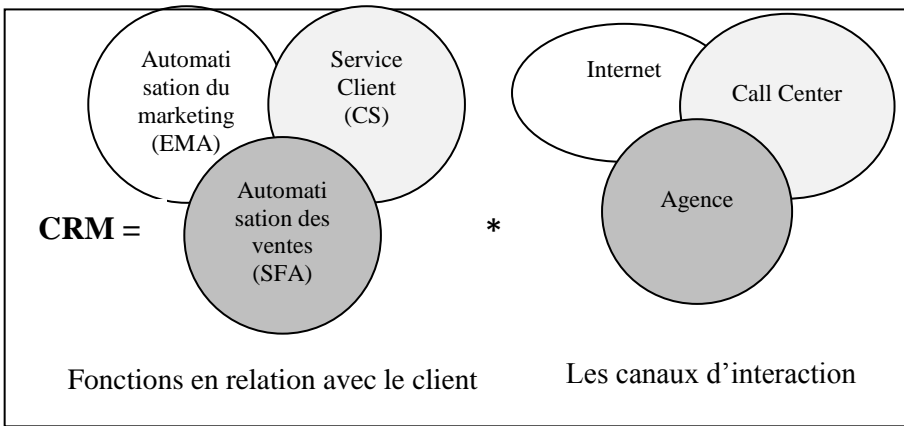 Automati
sation du
marketing
(EMA)
Service
Client
(CS)
Internet
Call Center
Automati
sation des
ventes
(SFA)
Agence
CRM =
*
Fonctions en relation avec le client
Les canaux d’interaction